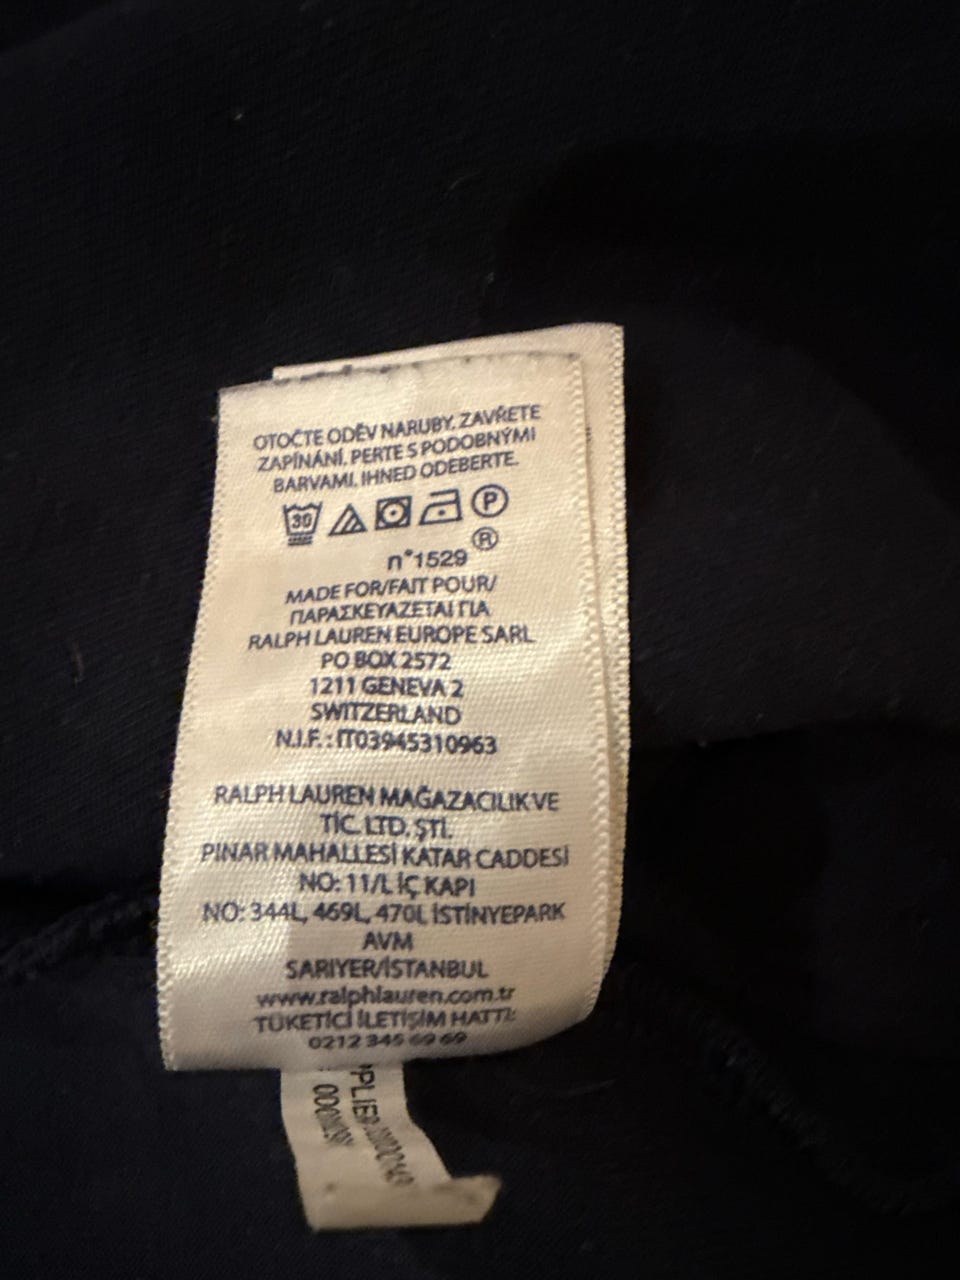 OTOČTE ODĚV NARUBY. ZAVŘETE
ZAPÍNÁNÍ. PERTE S PODOBNÝMI
BARVAMI. IHNED ODEBERTE.
30 P
®
n°1529
MADE FOR/FAIT POUR/
ΠΑΡΑΣΚΕΥΑΖΕΤΑΙ ΓΙΑ
RALPH LAUREN EUROPE SARL
PO BOX 2572
1211 GENEVA 2
SWITZERLAND
N.I.F. : IT03945310963
RALPH LAUREN MAĞAZACILIK VE
TİC. LTD. ŞTİ.
PINAR MAHALLESİ KATAR CADDESİ
NO: 11/L İÇ KAPI
NO: 344L, 469L, 470L İSTİNYEPARK
AVM
SARIYER/İSTANBUL
www.ralphlauren.com.tr
TÜKETİCİ İLETİŞİM HATTI:
0212 345 69 69